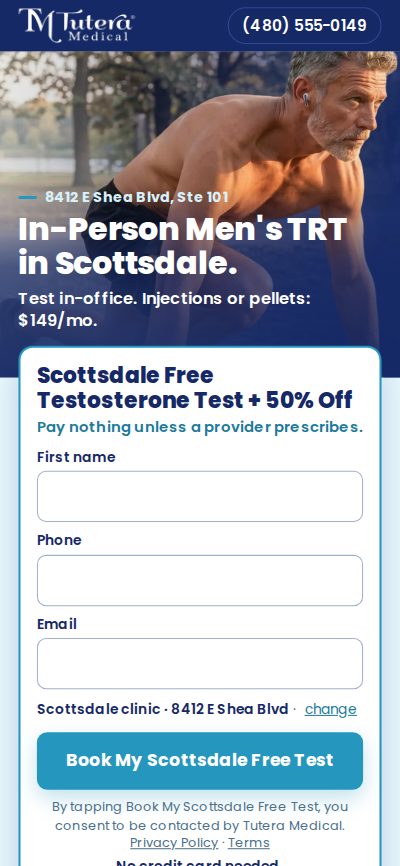 Tutera®
Medical
(480) 555-0149
8412 E Shea Blvd, Ste 101
In-Person Men's TRT
in Scottsdale.
Test in-office. Injections or pellets:
$149/mo.
Scottsdale Free
Testosterone Test + 50% Off
Pay nothing unless a provider prescribes.
First name
Phone
Email
Scottsdale clinic · 8412 E Shea Blvd · change
Book My Scottsdale Free Test
By tapping Book My Scottsdale Free Test, you
consent to be contacted by Tutera Medical.
Privacy Policy · Terms
No credit card needed